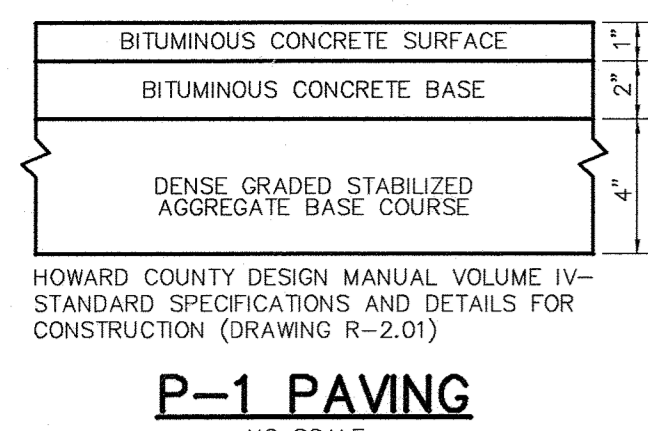 BITUMINOUS CONCRETE SURFACE
1"
BITUMINOUS CONCRETE BASE
2"
DENSE GRADED STABILIZED
AGGREGATE BASE COURSE
4"
HOWARD COUNTY DESIGN MANUAL VOLUME IV–
STANDARD SPECIFICATIONS AND DETAILS FOR
CONSTRUCTION (DRAWING R–2.01)
P–1 PAVING